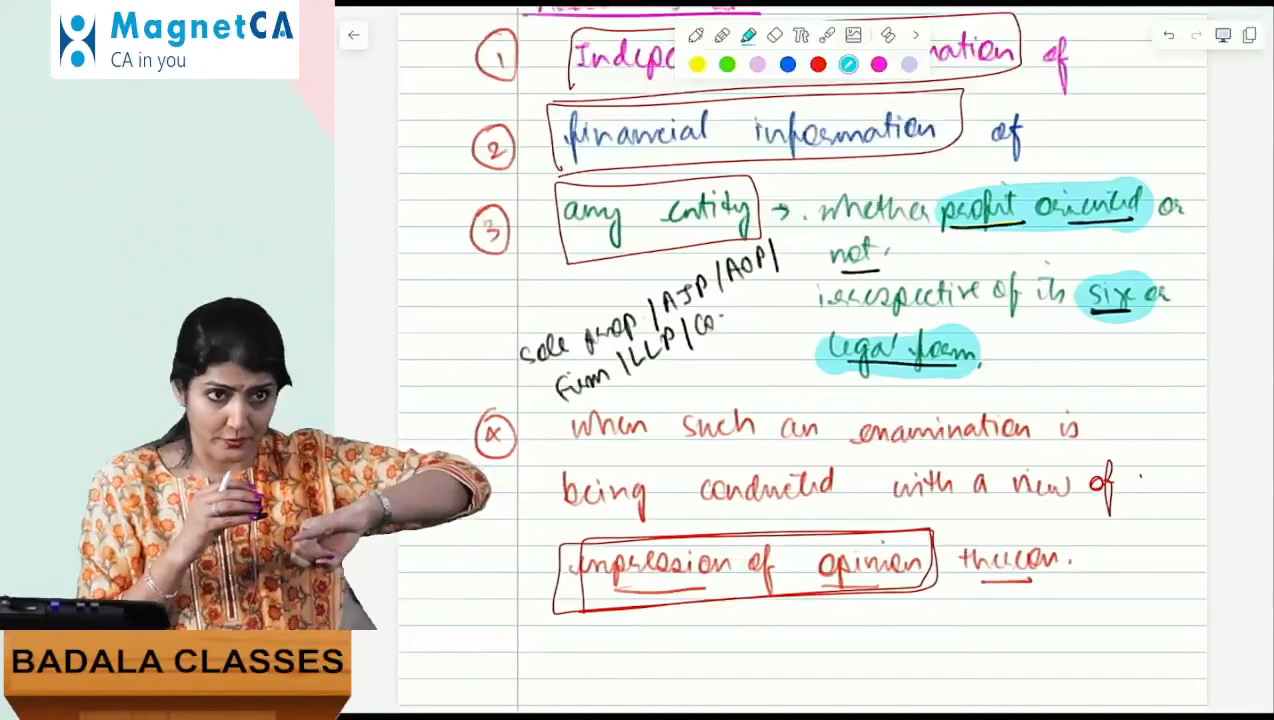 MagnetCA
CA in you
1 of
2 financial information of
3 any entity → whether profit oriented or
not.
irrespective of its size or
legal form.
sole prop / AJP / AOP /
Firm / LLP / Co.
4 When such an examination is
being conducted with a view of
expression of opinion thereon.
BADALA CLASSES